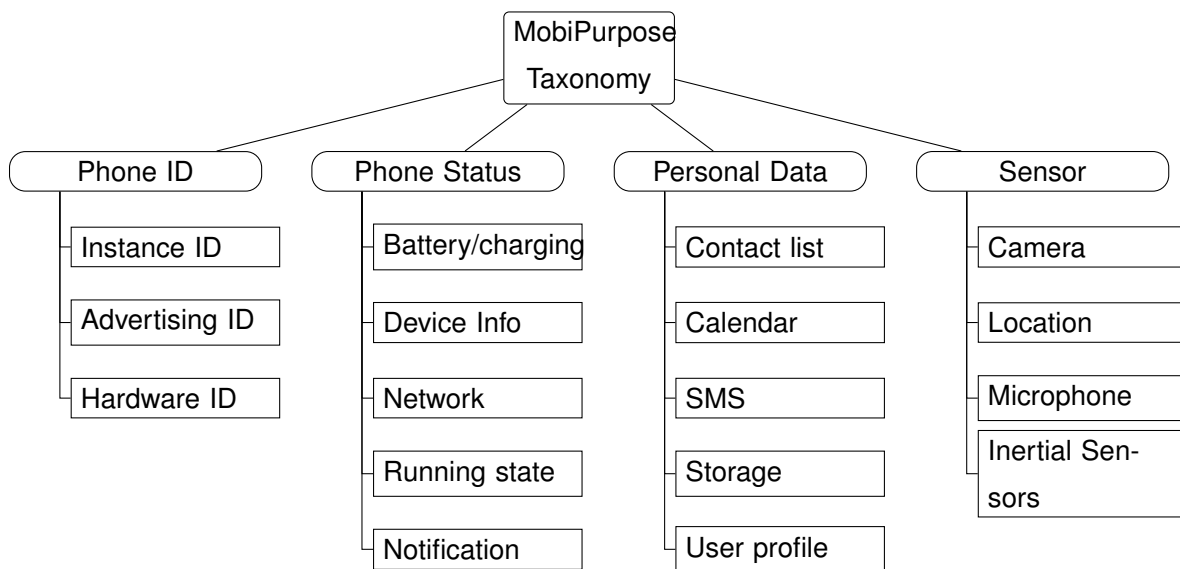 MobiPurpose
Taxonomy
Phone ID
Instance ID
Advertising ID
Hardware ID
Phone Status
Battery/charging
Device Info
Network
Running state
Notification
Personal Data
Contact list
Calendar
SMS
Storage
User profile
Sensor
Camera
Location
Microphone
Inertial Sen-
sors